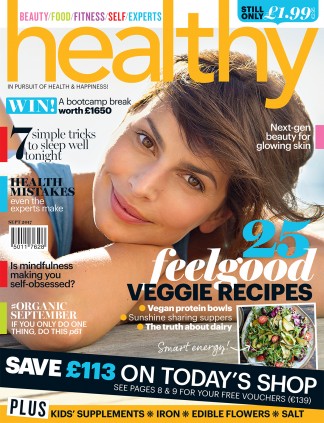 BEAUTY/FOOD/FITNESS/SELF/EXPERTS
STILL
ONLY £1.99
healthy
IN PURSUIT OF HEALTH & HAPPINESS!
WIN! A bootcamp break
worth £1650
7 simple tricks
to sleep well
tonight
Next-gen
beauty for
glowing skin
HEALTH
MISTAKES
even the
experts make
SEPT 2017
Is mindfulness
making you
self-obsessed?
25
feelgood
VEGGIE RECIPES
Vegan protein bowls
Sunshine sharing suppers
The truth about dairy
#ORGANIC
SEPTEMBER
IF YOU ONLY DO ONE
THING, DO THIS p61
Smart energy!
SAVE £113 ON TODAY'S SHOP
SEE PAGES 8 & 9 FOR YOUR FREE VOUCHERS (€139)
PLUS KIDS' SUPPLEMENTS * IRON * EDIBLE FLOWERS * SALT